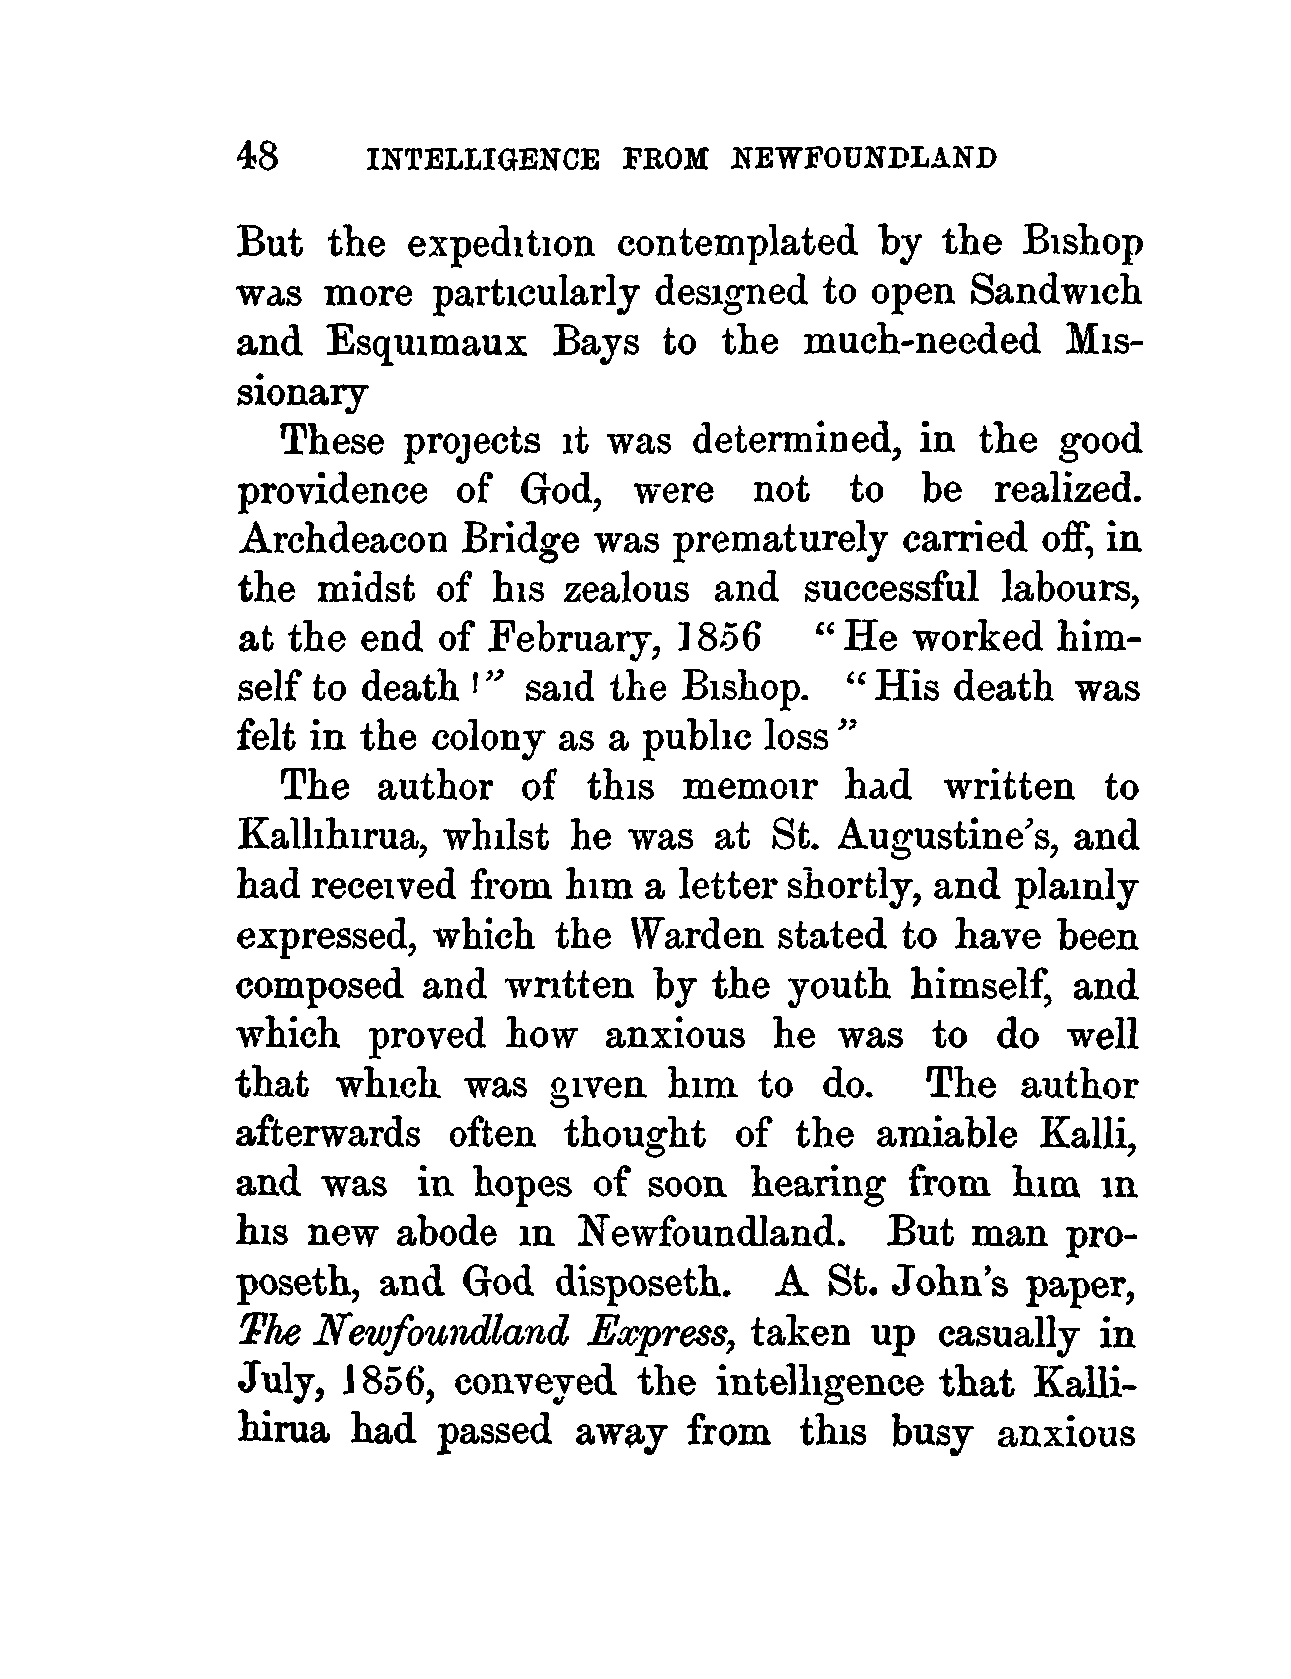 48 INTELLIGENCE FROM NEWFOUNDLAND
But the expedition contemplated by the Bishop
was more particularly designed to open Sandwich
and Esquimaux Bays to the much-needed Mis-
sionary
These projects it was determined, in the good
providence of God, were not to be realized.
Archdeacon Bridge was prematurely carried off, in
the midst of his zealous and successful labours,
at the end of February, 1856 “He worked him-
self to death!” said the Bishop. “His death was
felt in the colony as a public loss”
The author of this memoir had written to
Kallihirua, whilst he was at St. Augustine's, and
had received from him a letter shortly, and plainly
expressed, which the Warden stated to have been
composed and written by the youth himself, and
which proved how anxious he was to do well
that which was given him to do. The author
afterwards often thought of the amiable Kalli,
and was in hopes of soon hearing from him in
his new abode in Newfoundland. But man pro-
poseth, and God disposeth. A St. John's paper,
The Newfoundland Express, taken up casually in
July, 1856, conveyed the intelligence that Kalli-
hirua had passed away from this busy anxious